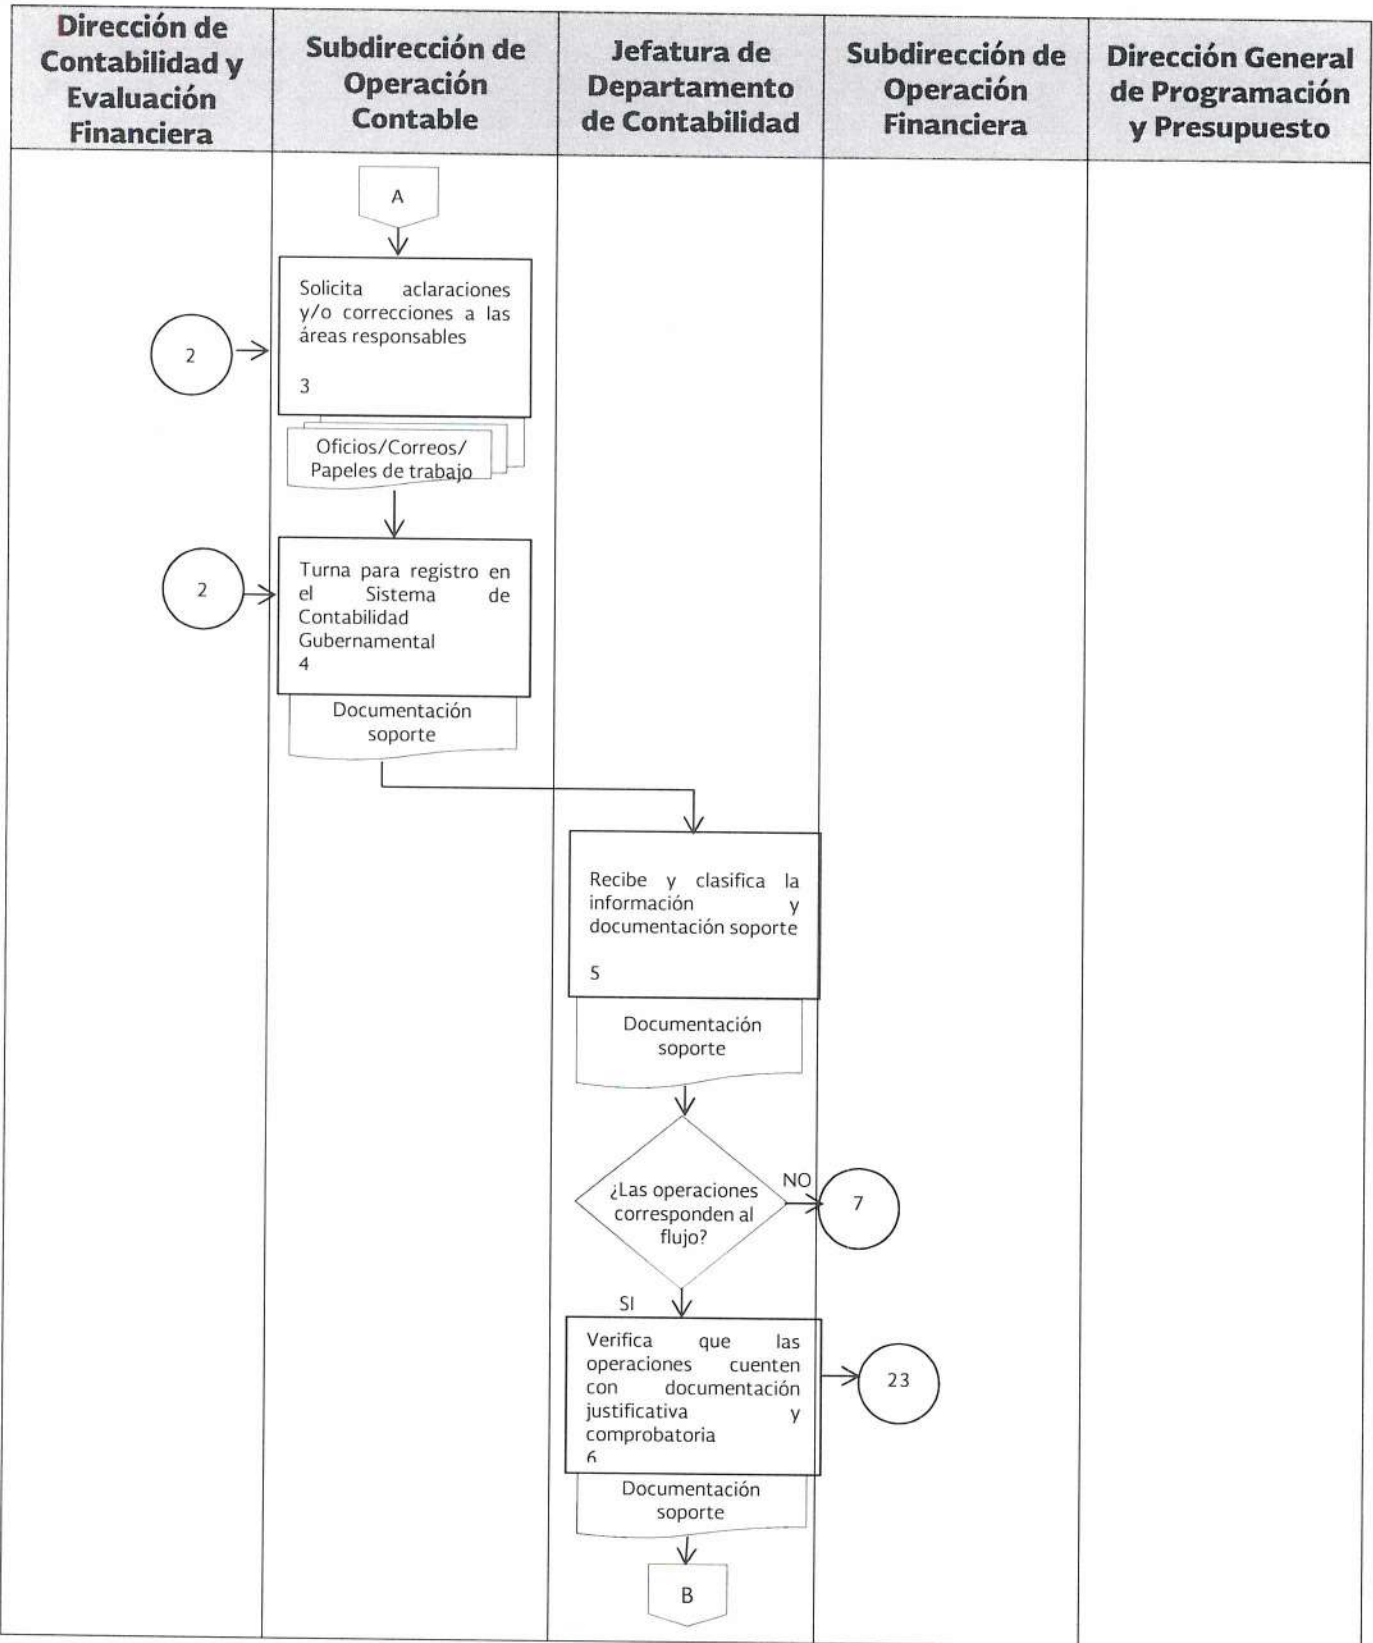 Dirección de
Contabilidad y
Evaluación
Financiera
Subdirección de
Operación
Contable
Jefatura de
Departamento
de Contabilidad
Subdirección de
Operación
Financiera
Dirección General
de Programación
y Presupuesto
A
Solicita aclaraciones
y/o correcciones a las
áreas responsables
3
2
Oficios/Correos/
Papeles de trabajo
2
Turna para registro en
el Sistema de
Contabilidad
Gubernamental
4
Documentación
soporte
Recibe y clasifica la
información y
documentación soporte
5
Documentación
soporte
¿Las operaciones
corresponden al
flujo?
NO
7
SI
Verifica que las
operaciones cuenten
con documentación
justificativa y
comprobatoria
6
23
Documentación
soporte
B